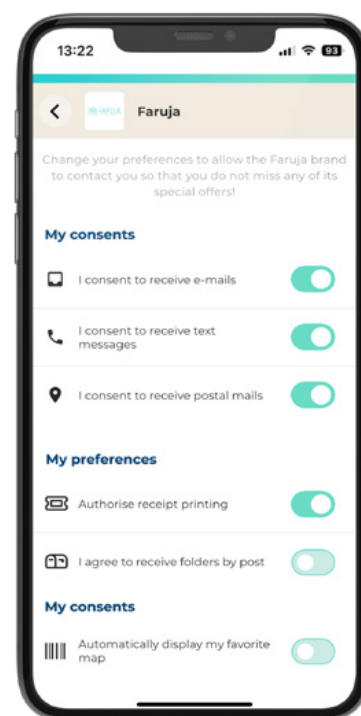 13:22
93
Faruja
Change your preferences to allow the Faruja brand
to contact you so that you do not miss any of its
special offers!
My consents
I consent to receive e-mails
I consent to receive text
messages
I consent to receive postal mails
My preferences
Authorise receipt printing
I agree to receive folders by post
My consents
Automatically display my favorite
map